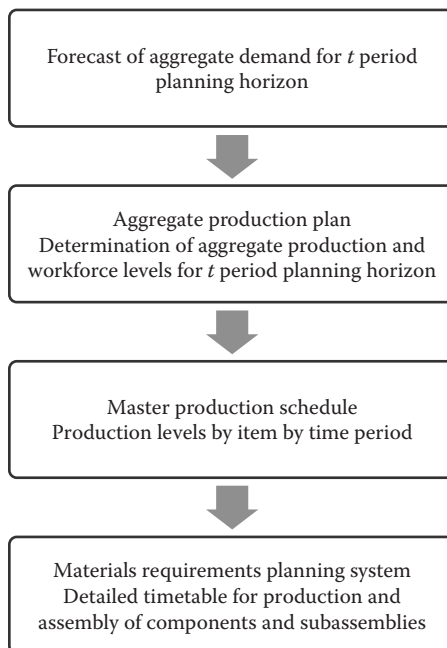 Forecast of aggregate demand for t period
planning horizon
Aggregate production plan
Determination of aggregate production and
workforce levels for t period planning horizon
Master production schedule
Production levels by item by time period
Materials requirements planning system
Detailed timetable for production and
assembly of components and subassemblies